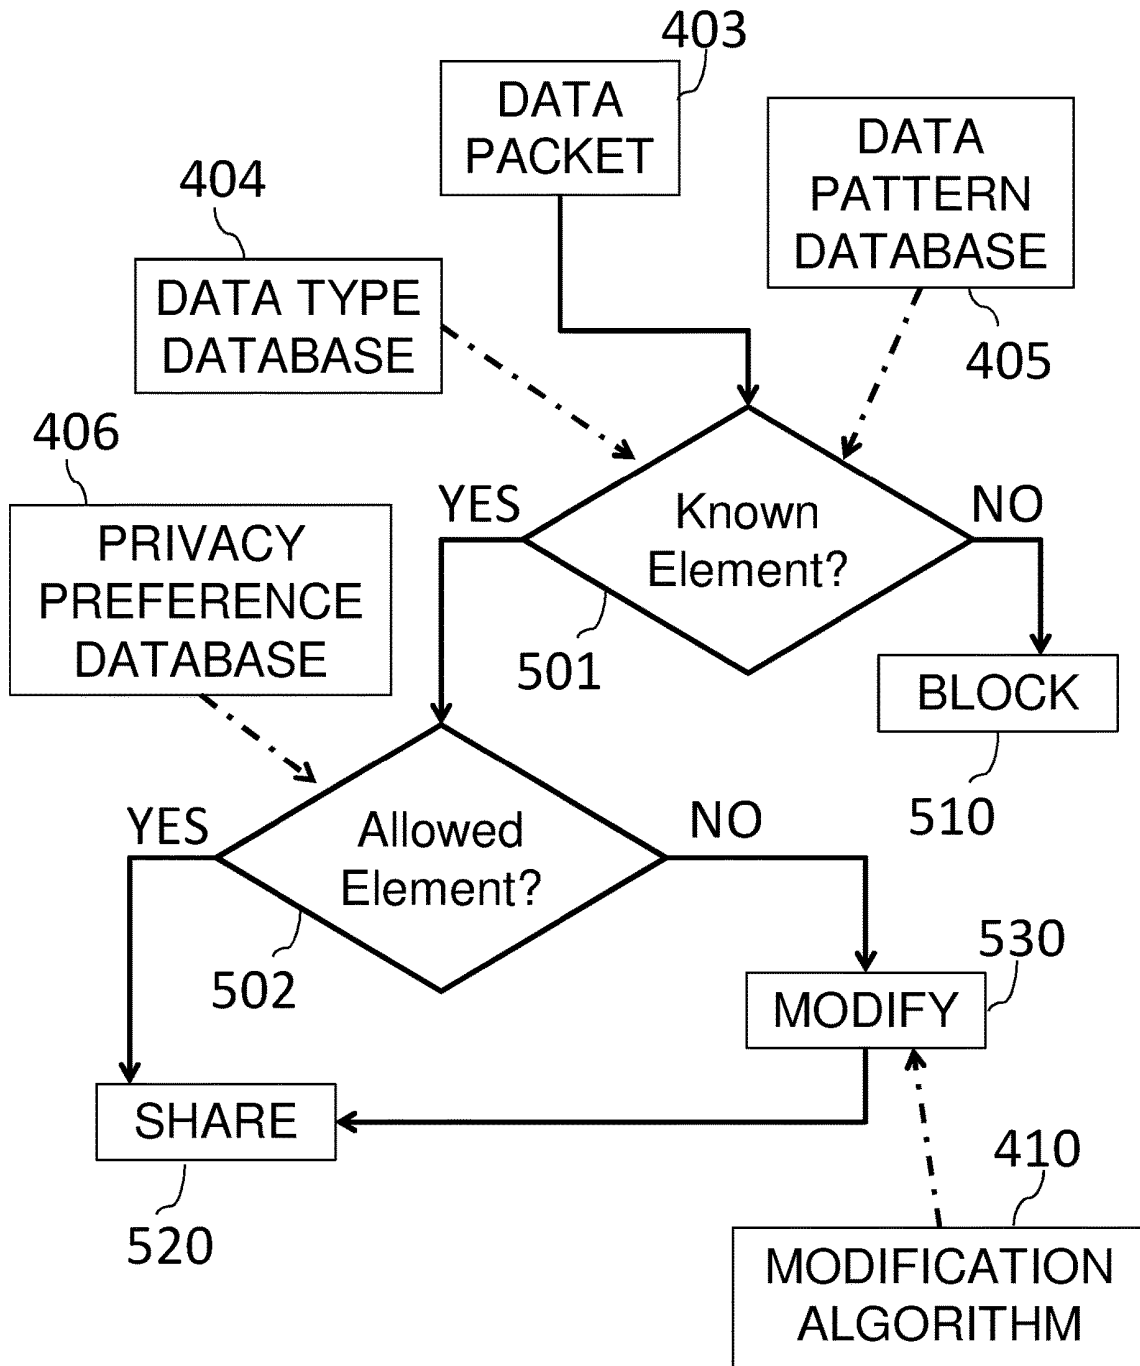 403
DATA
PACKET
DATA
PATTERN
DATABASE
404
DATA TYPE
DATABASE
405
406
PRIVACY
PREFERENCE
DATABASE
YES
Known
Element?
NO
501
BLOCK
510
YES
Allowed
Element?
NO
502
530
MODIFY
SHARE
520
410
MODIFICATION
ALGORITHM